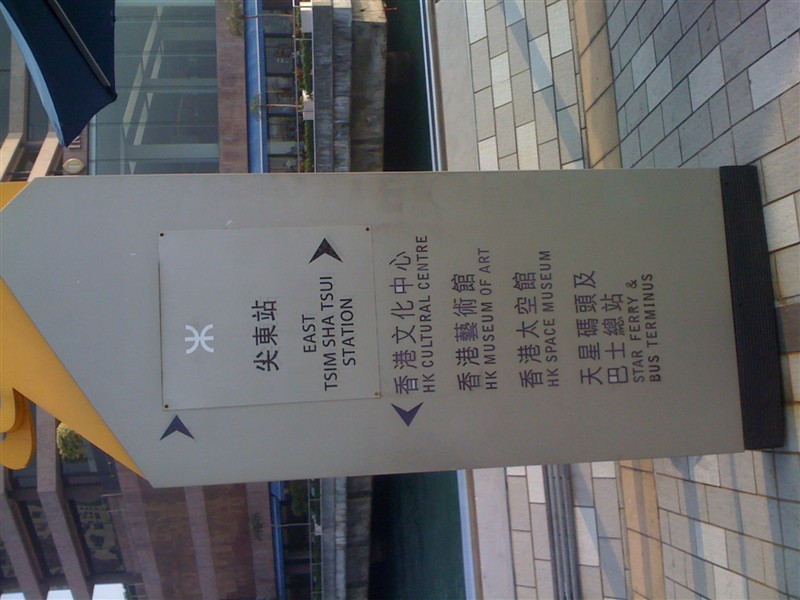 尖東站
EAST
TSIM SHA TSUI
STATION
香港文化中心
HK CULTURAL CENTRE
香港藝術館
HK MUSEUM OF ART
香港太空館
HK SPACE MUSEUM
天星碼頭及
巴士總站
STAR FERRY &
BUS TERMINUS